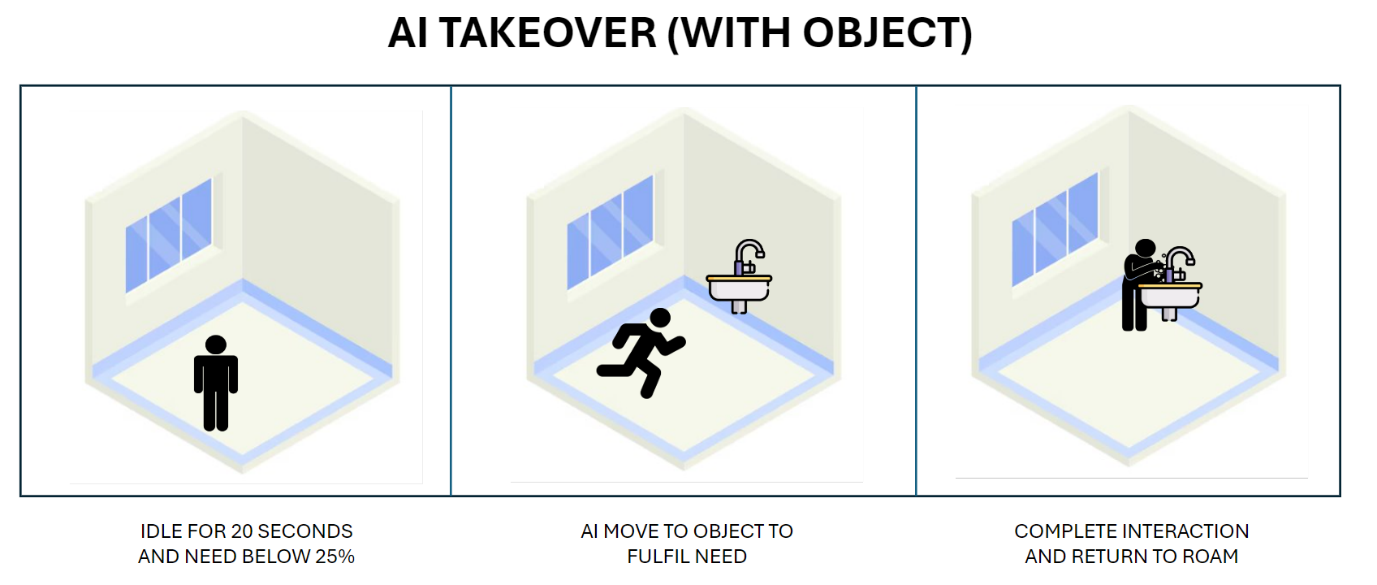 AI TAKEOVER (WITH OBJECT)
IDLE FOR 20 SECONDS
AND NEED BELOW 25%
AI MOVE TO OBJECT TO
FULFIL NEED
COMPLETE INTERACTION
AND RETURN TO ROAM